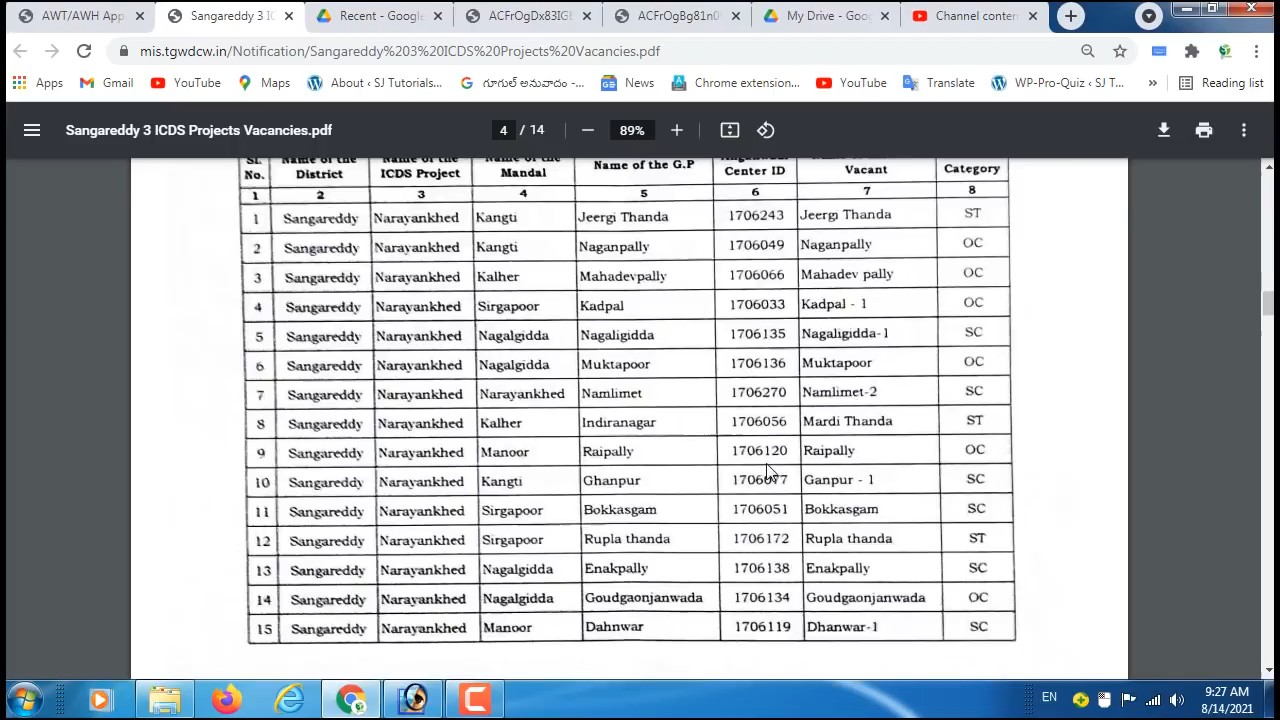 AWT/AWH App
Sangareddy 3 I
Recent - Google
ACFrOgDx83IGI
ACFrOgBg81n0
My Drive - Goo
Channel conten
mis.tgwdcw.in/Notification/Sangareddy%203%20ICDS%20Projects%20Vacancies.pdf
Apps Gmail YouTube Maps About ‹ SJ Tutorials... గూగుల్ అనువాదం -... News Chrome extension... YouTube Translate WP-Pro-Quiz ‹ SJ T... » Reading list
Sangareddy 3 ICDS Projects Vacancies.pdf 4 / 14 89%
Sl. No. Name of the District Name of the ICDS Project Name of the Mandal Name of the G.P Center ID Vacant Category
1 2 3 4 5 6 7 8
1 Sangareddy Narayankhed Kangti Jeergi Thanda 1706243 Jeergi Thanda ST
2 Sangareddy Narayankhed Kangti Naganpally 1706049 Naganpally OC
3 Sangareddy Narayankhed Kalher Mahadevpally 1706066 Mahadev pally OC
4 Sangareddy Narayankhed Sirgapoor Kadpal 1706033 Kadpal - 1 OC
5 Sangareddy Narayankhed Nagalgidda Nagaligidda 1706135 Nagaligidda-1 SC
6 Sangareddy Narayankhed Nagalgidda Muktapoor 1706136 Muktapoor OC
7 Sangareddy Narayankhed Narayankhed Namlimet 1706270 Namlimet-2 SC
8 Sangareddy Narayankhed Kalher Indiranagar 1706056 Mardi Thanda ST
9 Sangareddy Narayankhed Manoor Raipally 1706120 Raipally OC
10 Sangareddy Narayankhed Kangti Ghanpur Ganpur - 1 SC
11 Sangareddy Narayankhed Sirgapoor Bokkasgam 1706051 Bokkasgam SC
12 Sangareddy Narayankhed Sirgapoor Rupla thanda 1706172 Rupla thanda ST
13 Sangareddy Narayankhed Nagalgidda Enakpally 1706138 Enakpally SC
14 Sangareddy Narayankhed Nagalgidda Goudgaonjanwada 1706134 Goudgaonjanwada OC
15 Sangareddy Narayankhed Manoor Dahnwar 1706119 Dhanwar-1 SC
EN 9:27 AM
8/14/2021